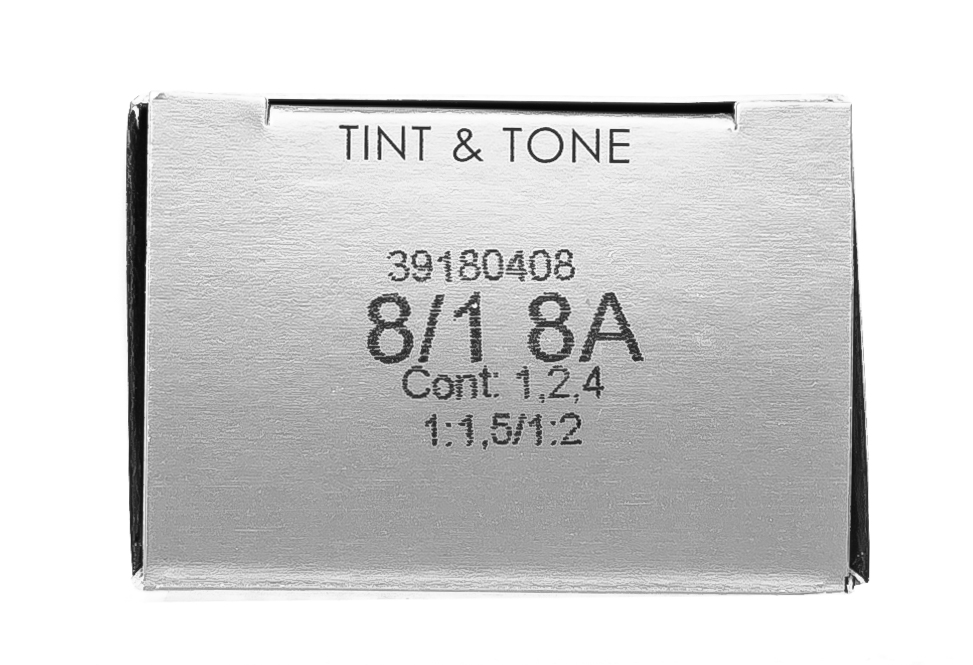 TINT & TONE
39180408
8/1 8A
Cont: 1,2,4
1:1,5/1:2